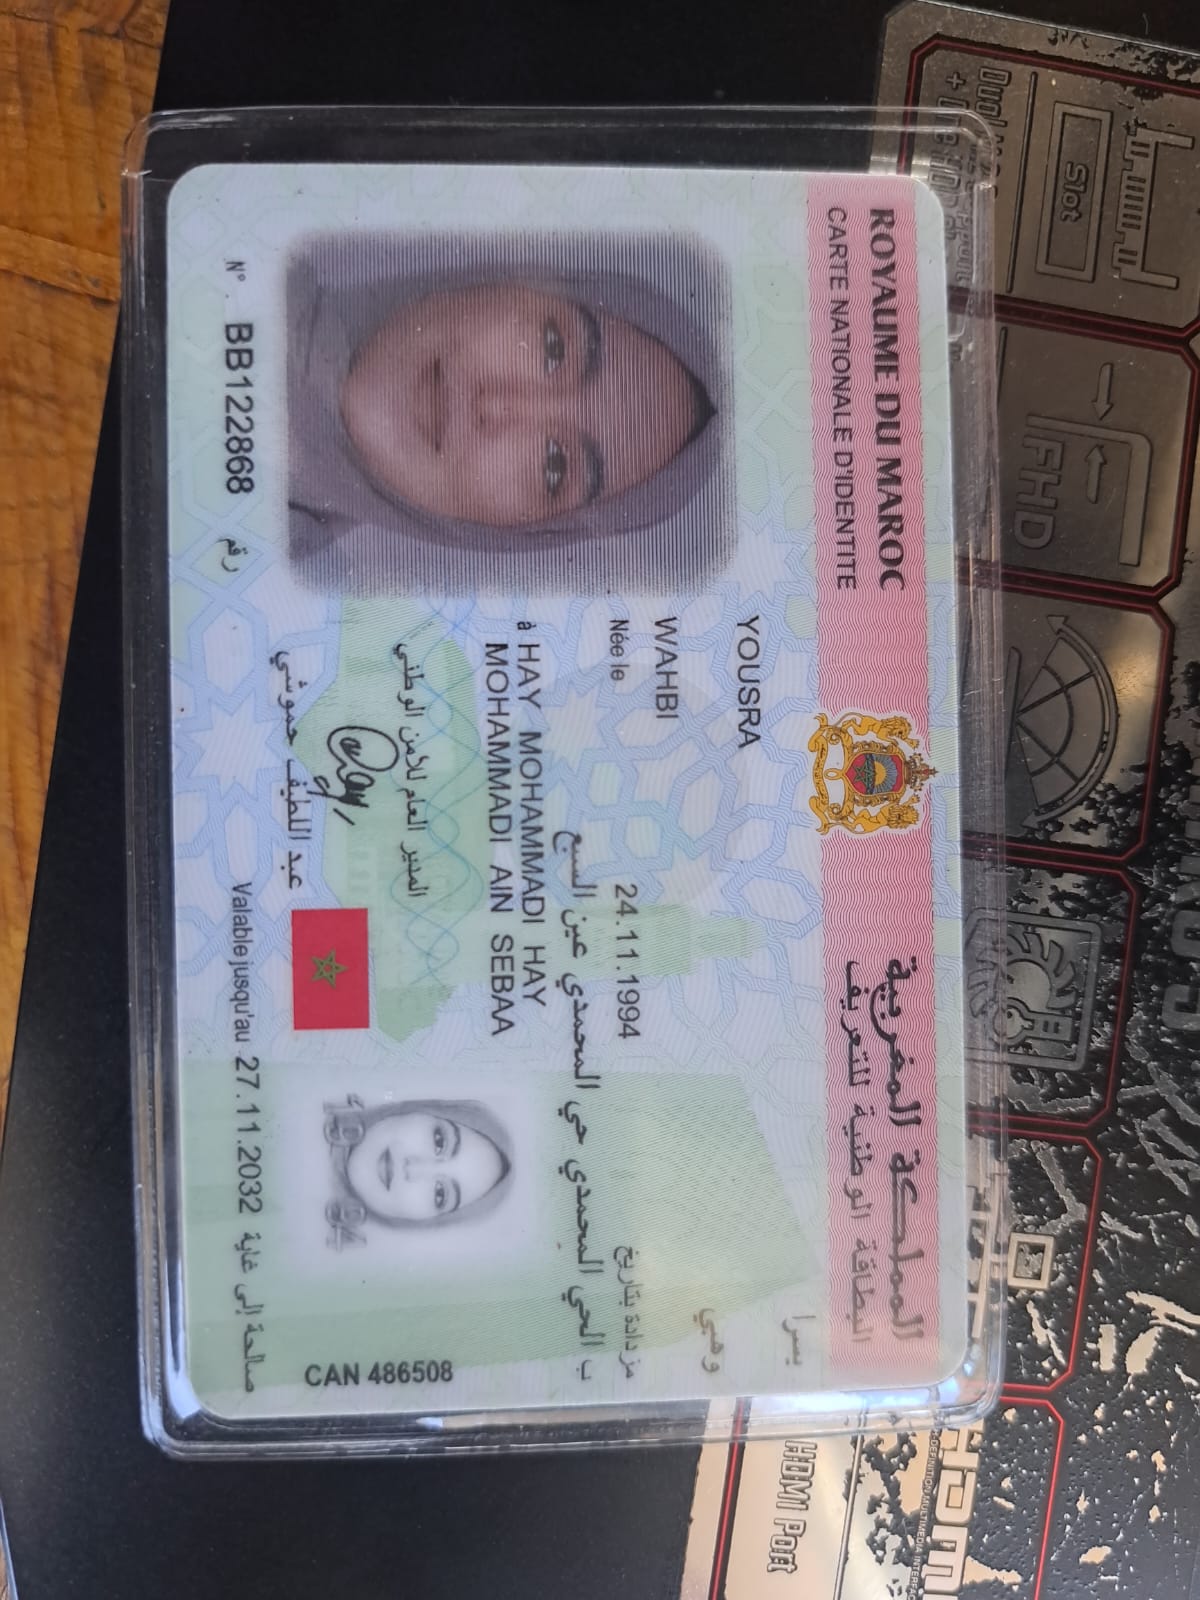 ROYAUME DU MAROC
المملكة المغربية
CARTE NATIONALE D'IDENTITE
البطاقة الوطنية للتعريف
YOUSRA
يسرا
WAHBI
وهبي
Née le 24.11.1994 مزدادة بتاريخ
ب الحي المحمدي حي المحمدي عين السبع
à HAY MOHAMMADI HAY
MOHAMMADI AIN SEBAA
المدير العام للأمن الوطني
عبد اللطيف حموشي
N° BB122868 رقم
Valable jusqu'au 27.11.2032 صالحة إلى غاية
CAN 486508
Slot
FHD
HDMI Port